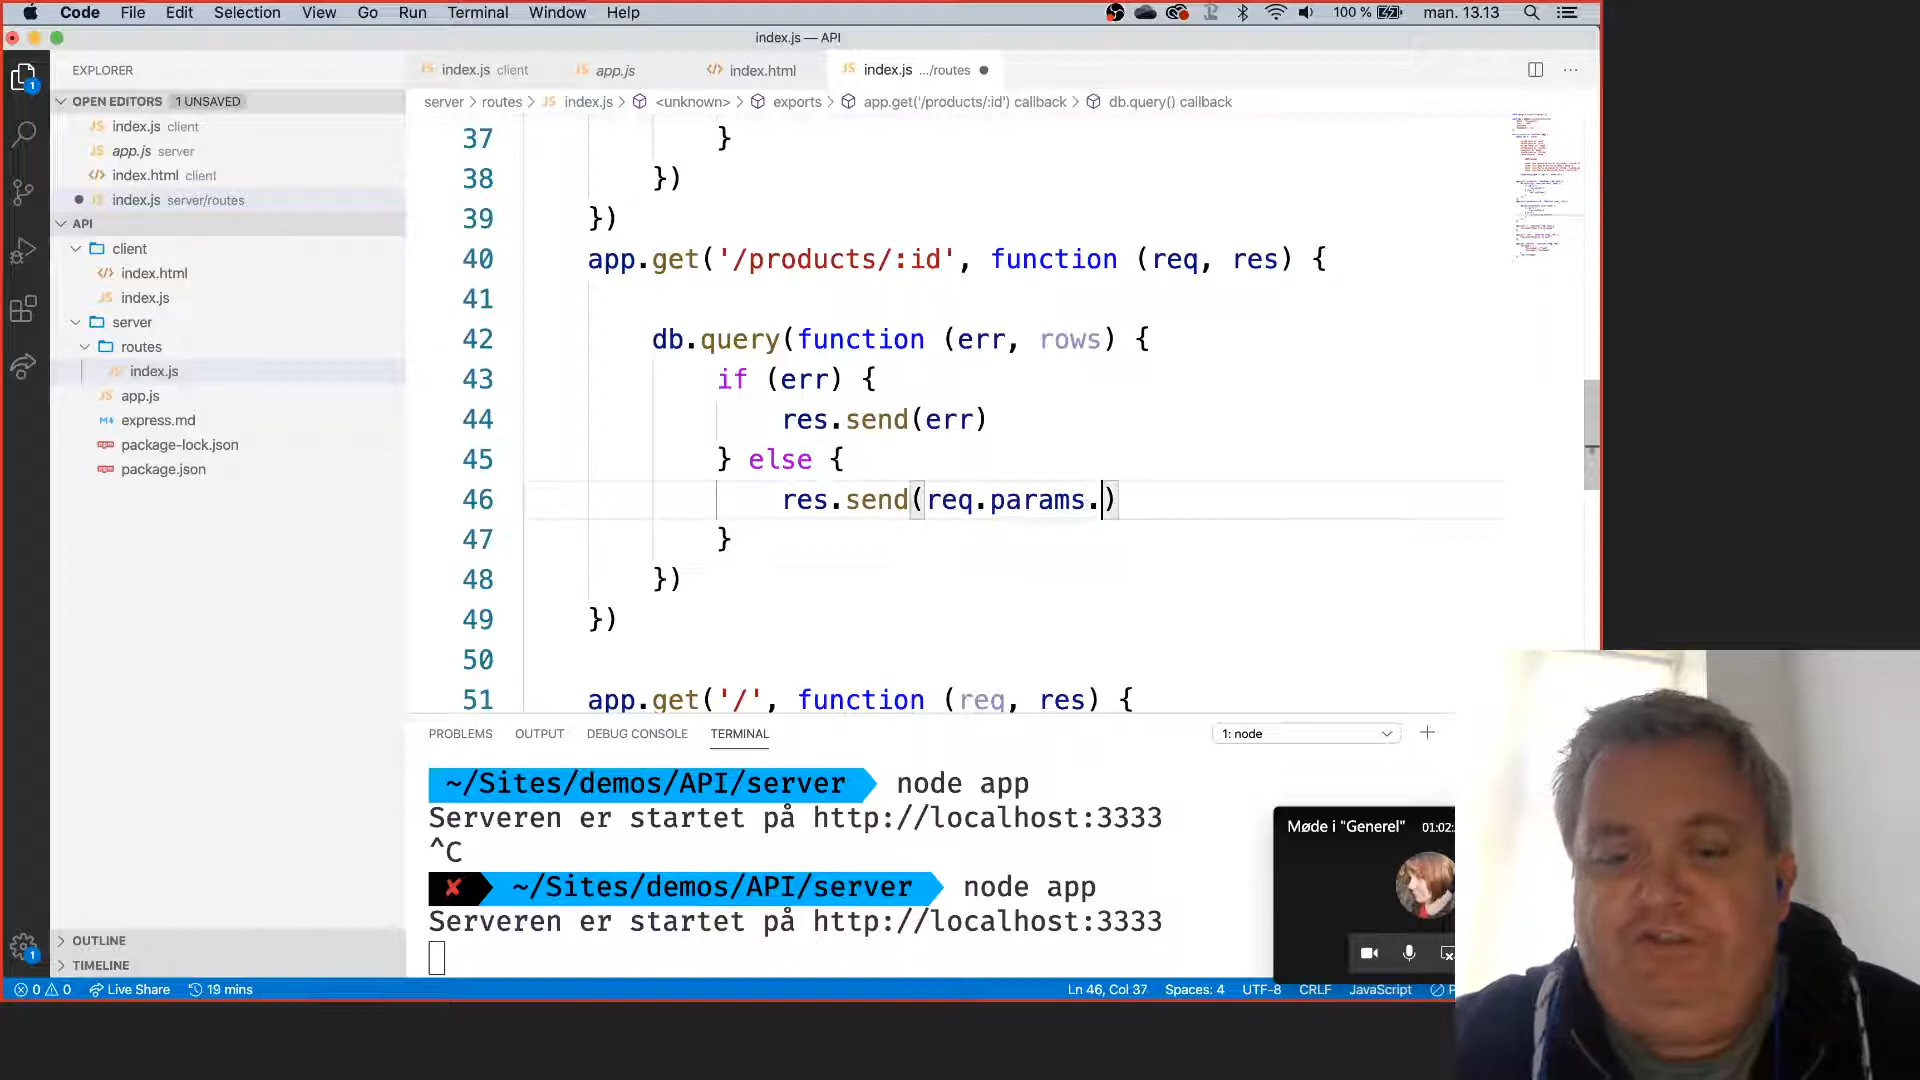 Code File Edit Selection View Go Run Terminal Window Help 100 % man. 13.13
index.js — API
EXPLORER
index.js client app.js index.html index.js .../routes
OPEN EDITORS 1 UNSAVED
server > routes > index.js > <unknown> > exports > app.get('/products/:id') callback > db.query() callback
index.js client
app.js server
index.html client
index.js server/routes
API
client
index.html
index.js
server
routes
index.js
app.js
express.md
package-lock.json
package.json
OUTLINE
TIMELINE
37 }
38 })
39 })
40 app.get('/products/:id', function (req, res) {
41
42 db.query(function (err, rows) {
43 if (err) {
44 res.send(err)
45 } else {
46 res.send(req.params.)
47 }
48 })
49 })
50
51 app.get('/', function (req, res) {
PROBLEMS OUTPUT DEBUG CONSOLE TERMINAL 1: node
~/Sites/demos/API/server node app
Serveren er startet på http://localhost:3333
^C
~/Sites/demos/API/server node app
Serveren er startet på http://localhost:3333
Møde i "Generel" 01:02:
0 0 Live Share 19 mins Ln 46, Col 37 Spaces: 4 UTF-8 CRLF JavaScript